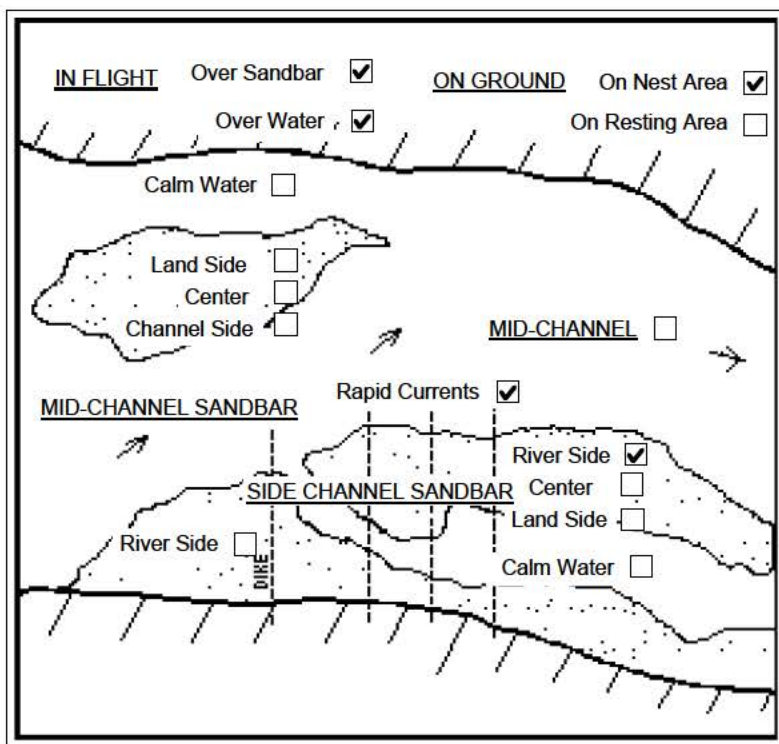 IN FLIGHT Over Sandbar ON GROUND On Nest Area
Over Water On Resting Area
Calm Water
Land Side
Center
Channel Side
MID-CHANNEL
Rapid Currents
MID-CHANNEL SANDBAR
River Side
SIDE CHANNEL SANDBAR Center
Land Side
River Side
DIKE
Calm Water